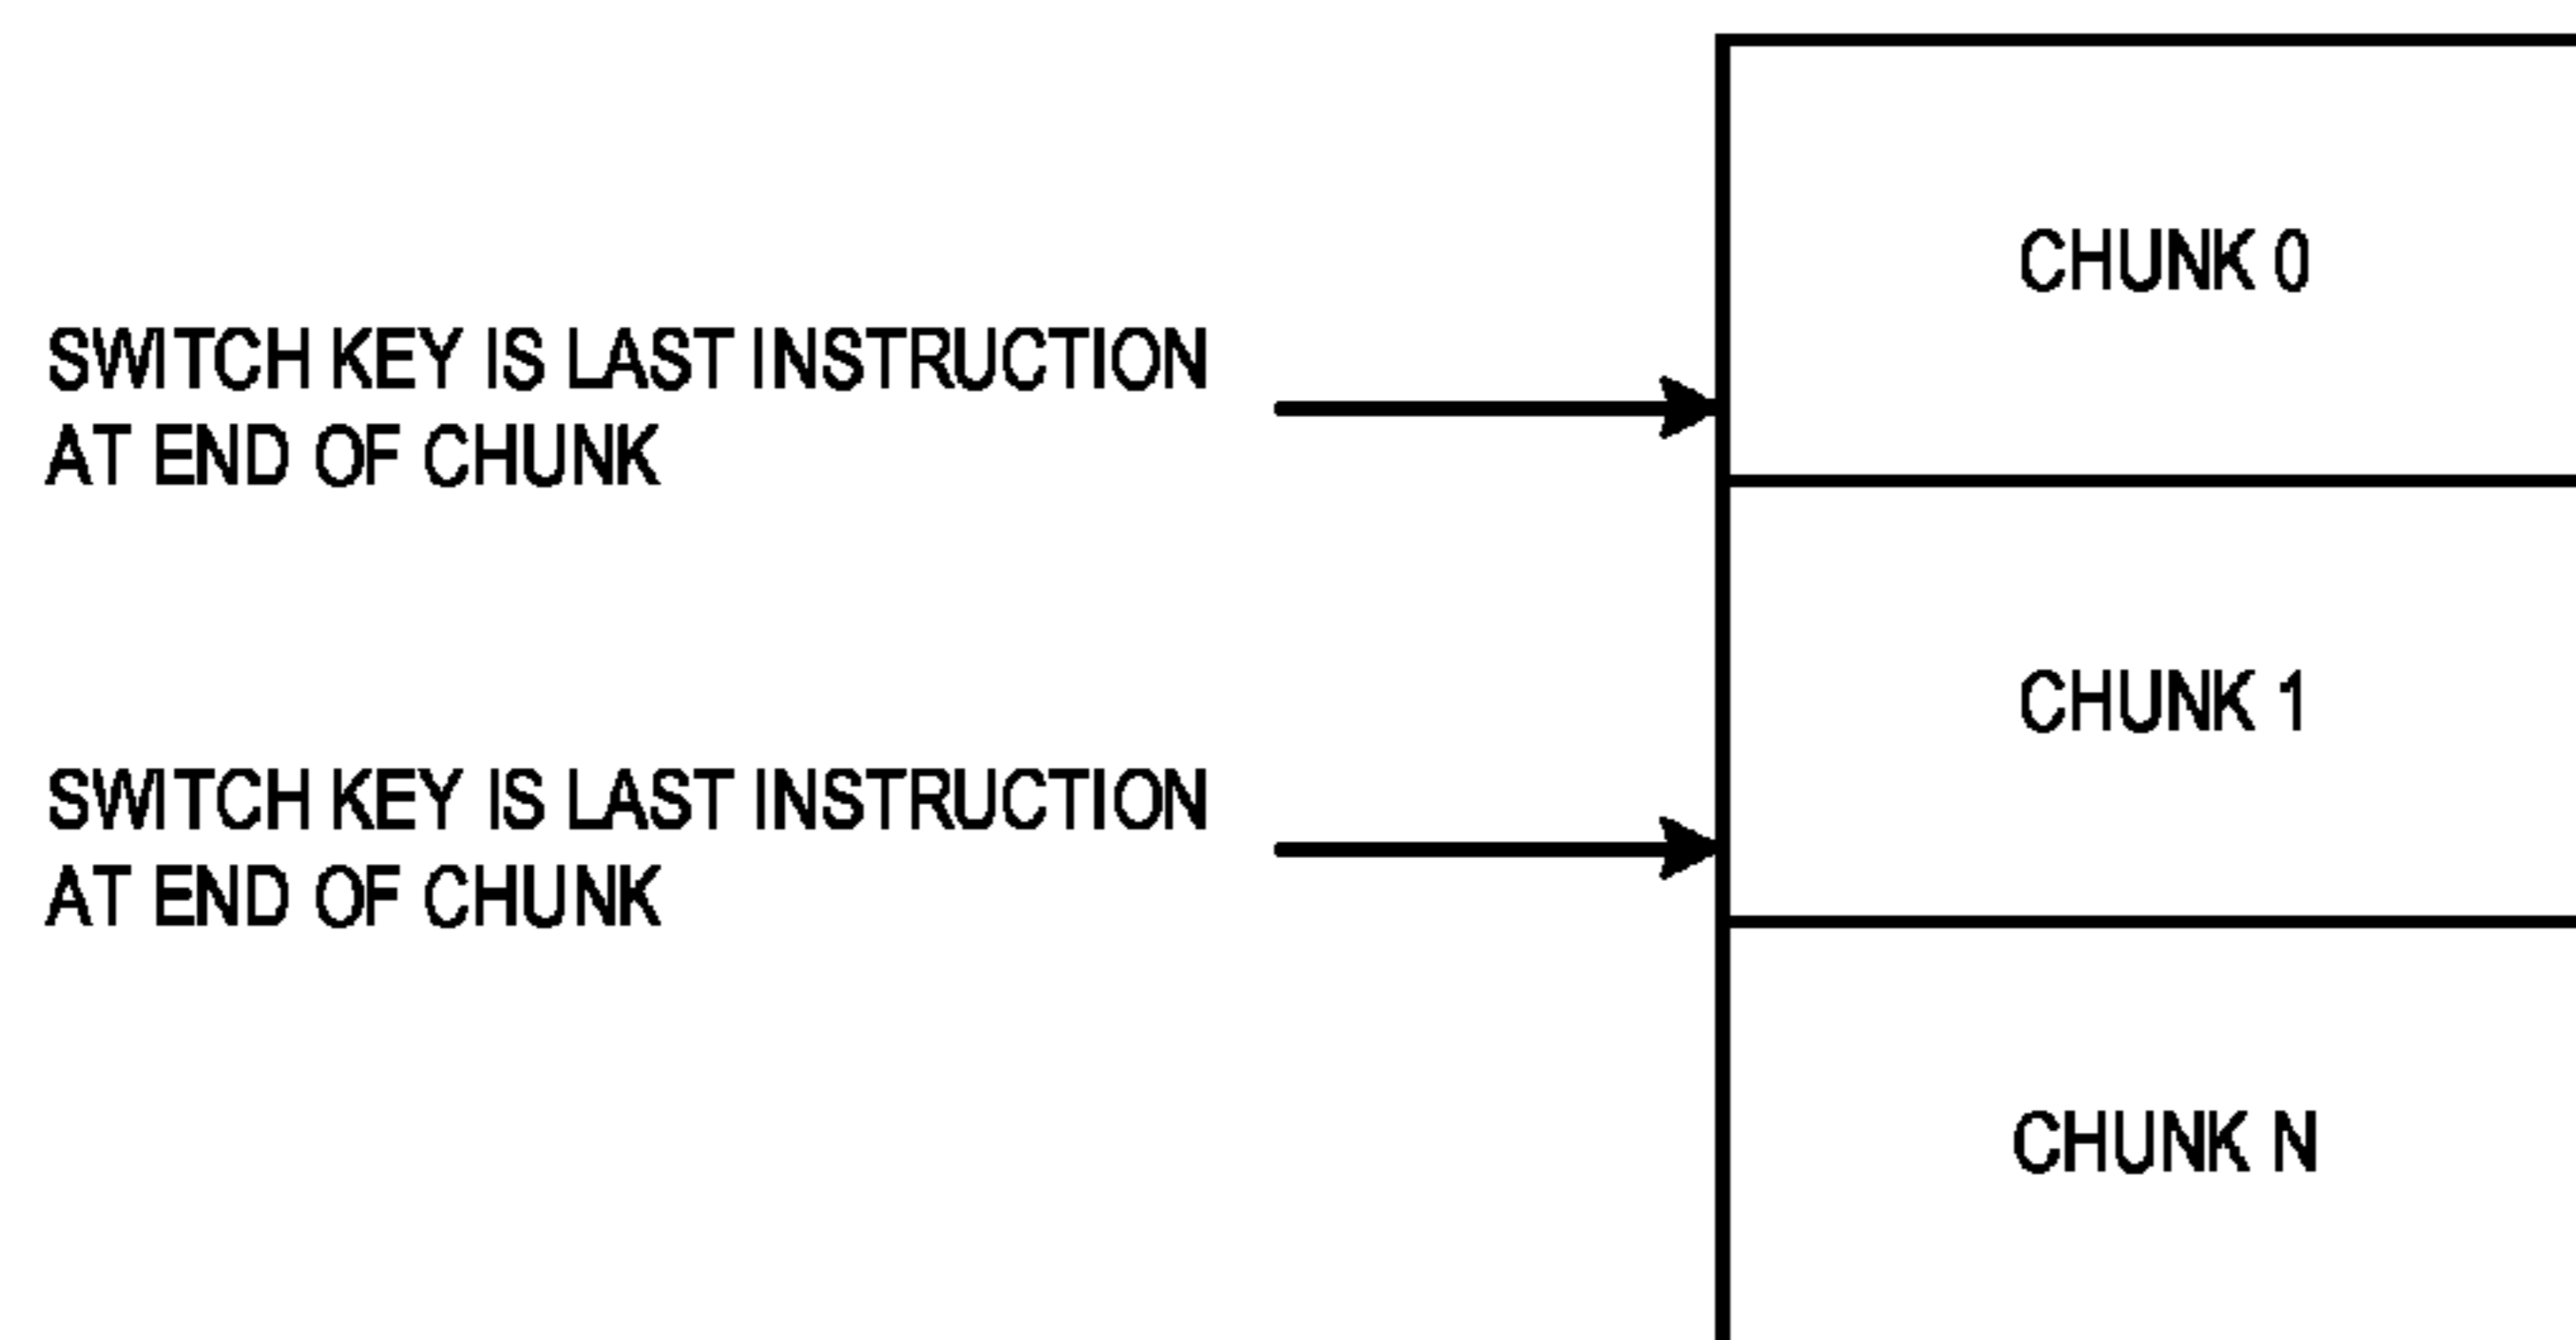 CHUNK 0
SWITCH KEY IS LAST INSTRUCTION
AT END OF CHUNK
CHUNK 1
SWITCH KEY IS LAST INSTRUCTION
AT END OF CHUNK
CHUNK N